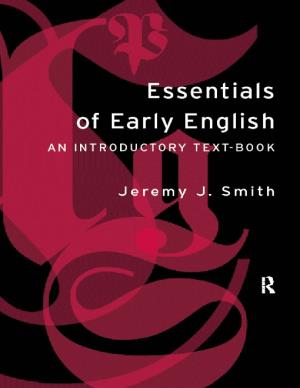 Essentials
of Early English
AN INTRODUCTORY TEXT-BOOK
Jeremy J. Smith
R